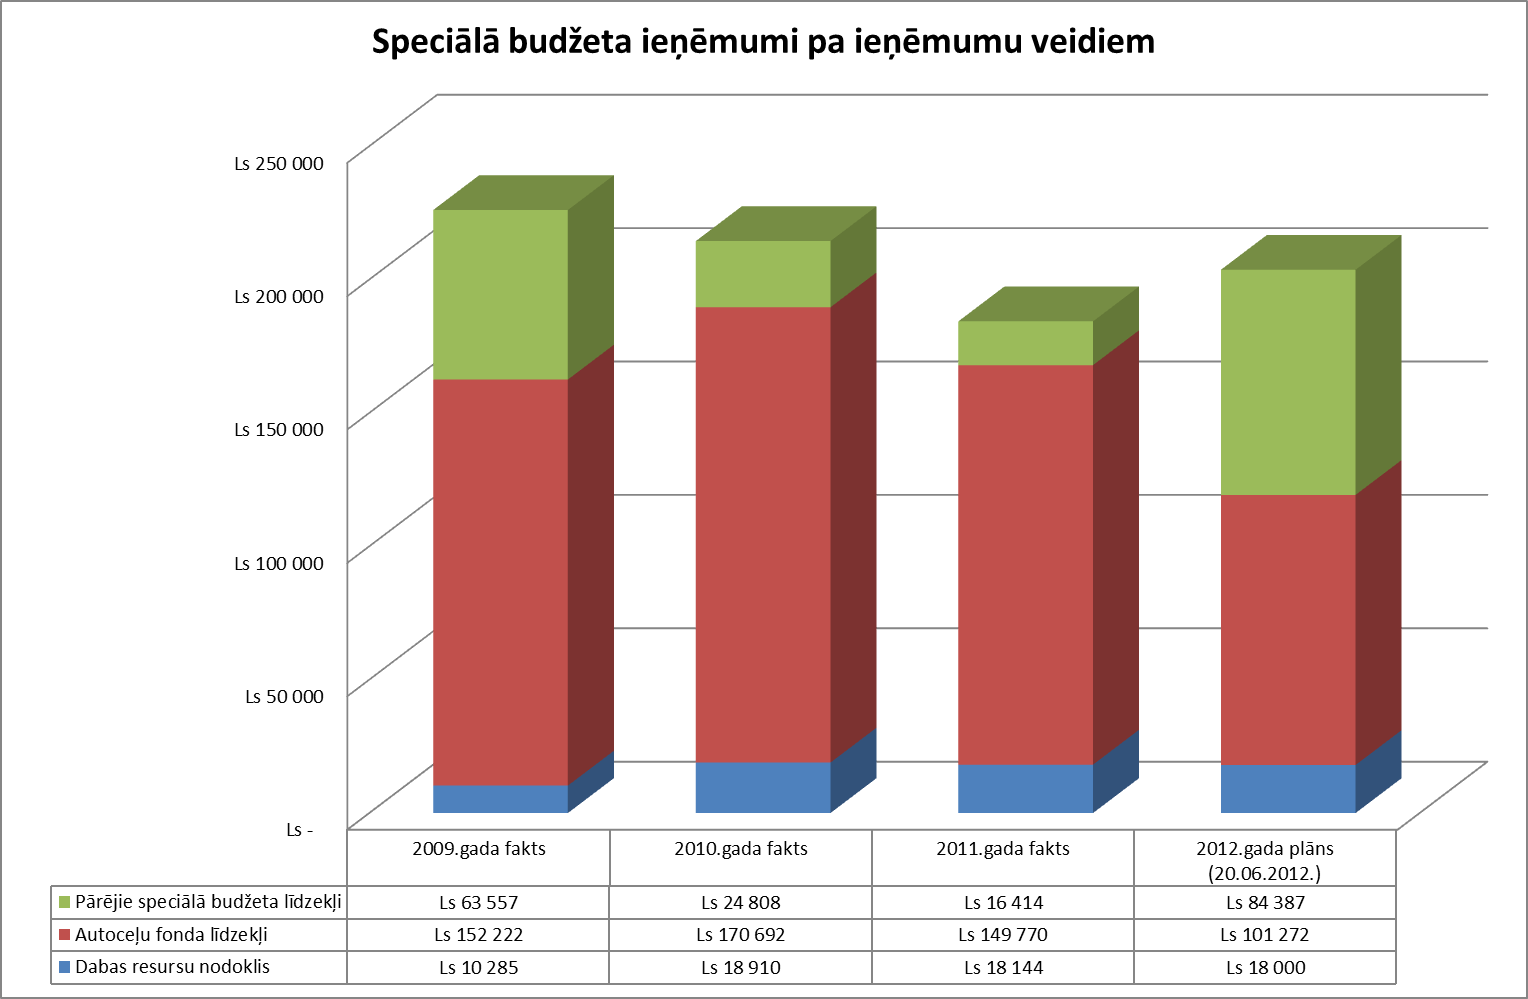 Speciālā budžeta ieņēmumi pa ieņēmumu veidiem
Ls 250 000
Ls 200 000
Ls 150 000
Ls 100 000
Ls 50 000
Ls -
2009.gada fakts 2010.gada fakts 2011.gada fakts 2012.gada plāns
(20.06.2012.)
Pārējie speciālā budžeta līdzekļi Ls 63 557 Ls 24 808 Ls 16 414 Ls 84 387
Autoceļu fonda līdzekļi Ls 152 222 Ls 170 692 Ls 149 770 Ls 101 272
Dabas resursu nodoklis Ls 10 285 Ls 18 910 Ls 18 144 Ls 18 000